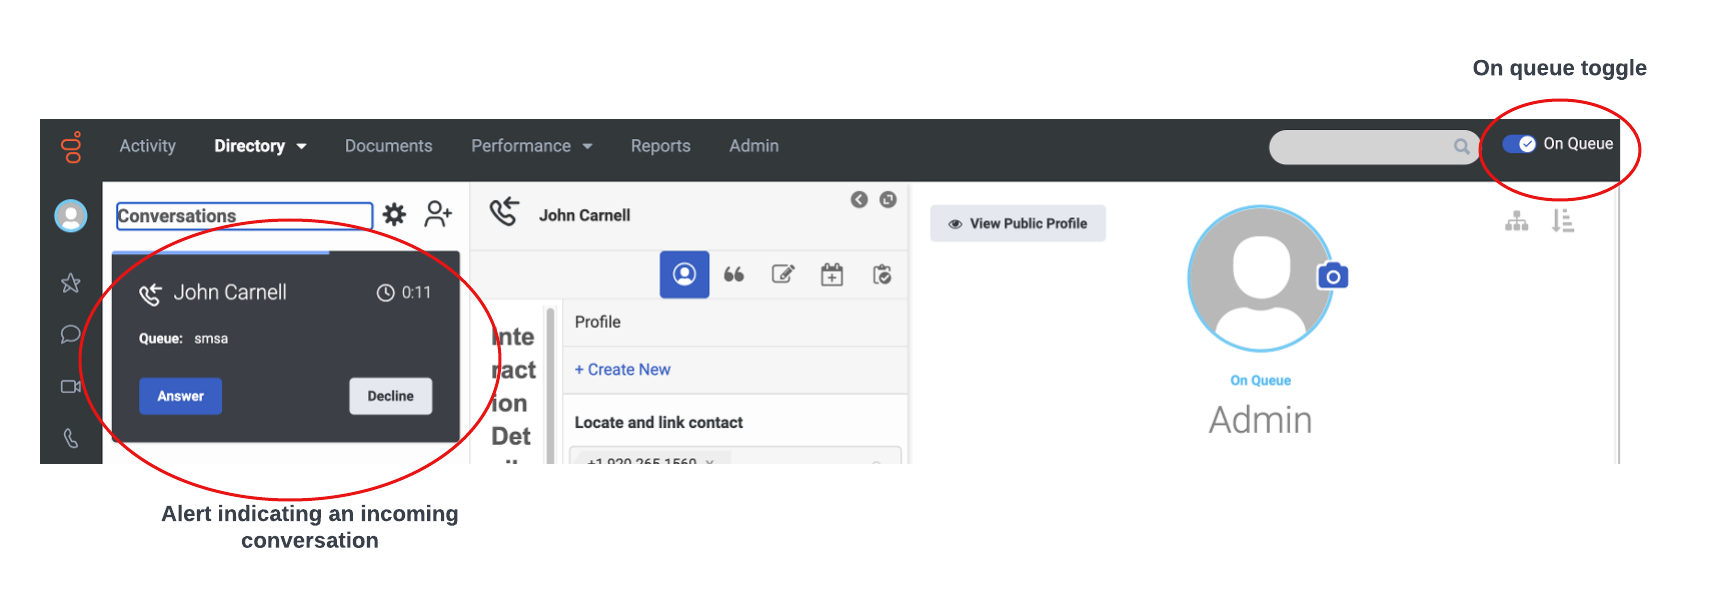 On queue toggle
Activity
Directory
Documents
Performance
Reports
Admin
On Queue
Conversations
John Carnell
0:11
Queue: smsa
Answer
Decline
John Carnell
Inte
ract
ion
Det
Profile
+ Create New
Locate and link contact
+1 920-265-1560
View Public Profile
On Queue
Admin
Alert indicating an incoming
conversation